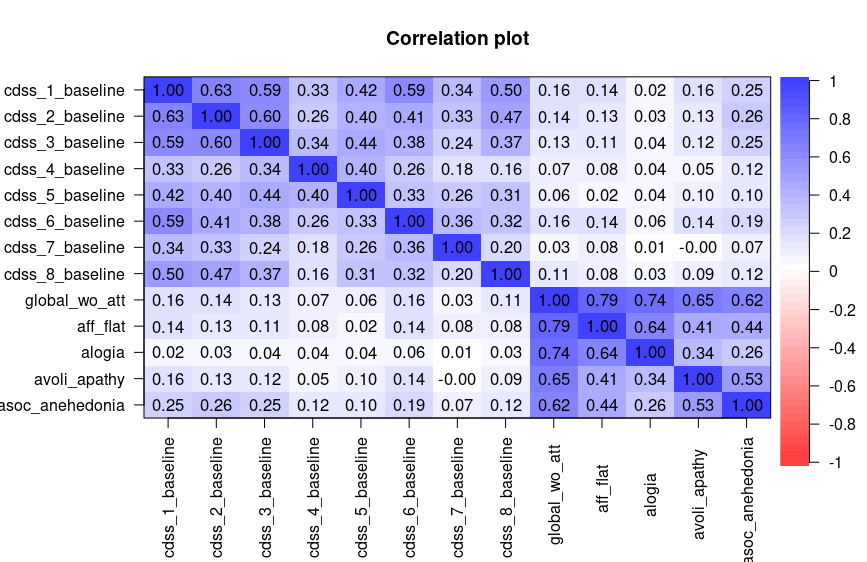 Correlation plot
cdss_1_baseline 1.00 0.63 0.59 0.33 0.42 0.59 0.34 0.50 0.16 0.14 0.02 0.16 0.25
cdss_2_baseline 0.63 1.00 0.60 0.26 0.40 0.41 0.33 0.47 0.14 0.13 0.03 0.13 0.26
cdss_3_baseline 0.59 0.60 1.00 0.34 0.44 0.38 0.24 0.37 0.13 0.11 0.04 0.12 0.25
cdss_4_baseline 0.33 0.26 0.34 1.00 0.40 0.26 0.18 0.16 0.07 0.08 0.04 0.05 0.12
cdss_5_baseline 0.42 0.40 0.44 0.40 1.00 0.33 0.26 0.31 0.06 0.02 0.04 0.10 0.10
cdss_6_baseline 0.59 0.41 0.38 0.26 0.33 1.00 0.36 0.32 0.16 0.14 0.06 0.14 0.19
cdss_7_baseline 0.34 0.33 0.24 0.18 0.26 0.36 1.00 0.20 0.03 0.08 0.01 -0.00 0.07
cdss_8_baseline 0.50 0.47 0.37 0.16 0.31 0.32 0.20 1.00 0.11 0.08 0.03 0.09 0.12
global_wo_att 0.16 0.14 0.13 0.07 0.06 0.16 0.03 0.11 1.00 0.79 0.74 0.65 0.62
aff_flat 0.14 0.13 0.11 0.08 0.02 0.14 0.08 0.08 0.79 1.00 0.64 0.41 0.44
alogia 0.02 0.03 0.04 0.04 0.04 0.06 0.01 0.03 0.74 0.64 1.00 0.34 0.26
avoli_apathy 0.16 0.13 0.12 0.05 0.10 0.14 -0.00 0.09 0.65 0.41 0.34 1.00 0.53
asoc_anehedonia 0.25 0.26 0.25 0.12 0.10 0.19 0.07 0.12 0.62 0.44 0.26 0.53 1.00
cdss_1_baseline
cdss_2_baseline
cdss_3_baseline
cdss_4_baseline
cdss_5_baseline
cdss_6_baseline
cdss_7_baseline
cdss_8_baseline
global_wo_att
aff_flat
alogia
avoli_apathy
asoc_anehedonia
1
0.8
0.6
0.4
0.2
0
-0.2
-0.4
-0.6
-0.8
-1